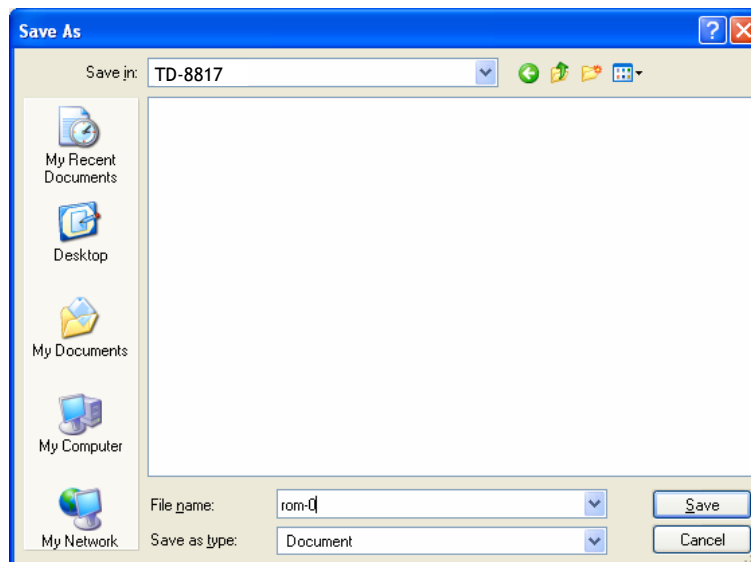 Save As
Save in:
TD-8817
My Recent
Documents
Desktop
My Documents
My Computer
My Network
File name:
rom-0
Save
Save as type:
Document
Cancel